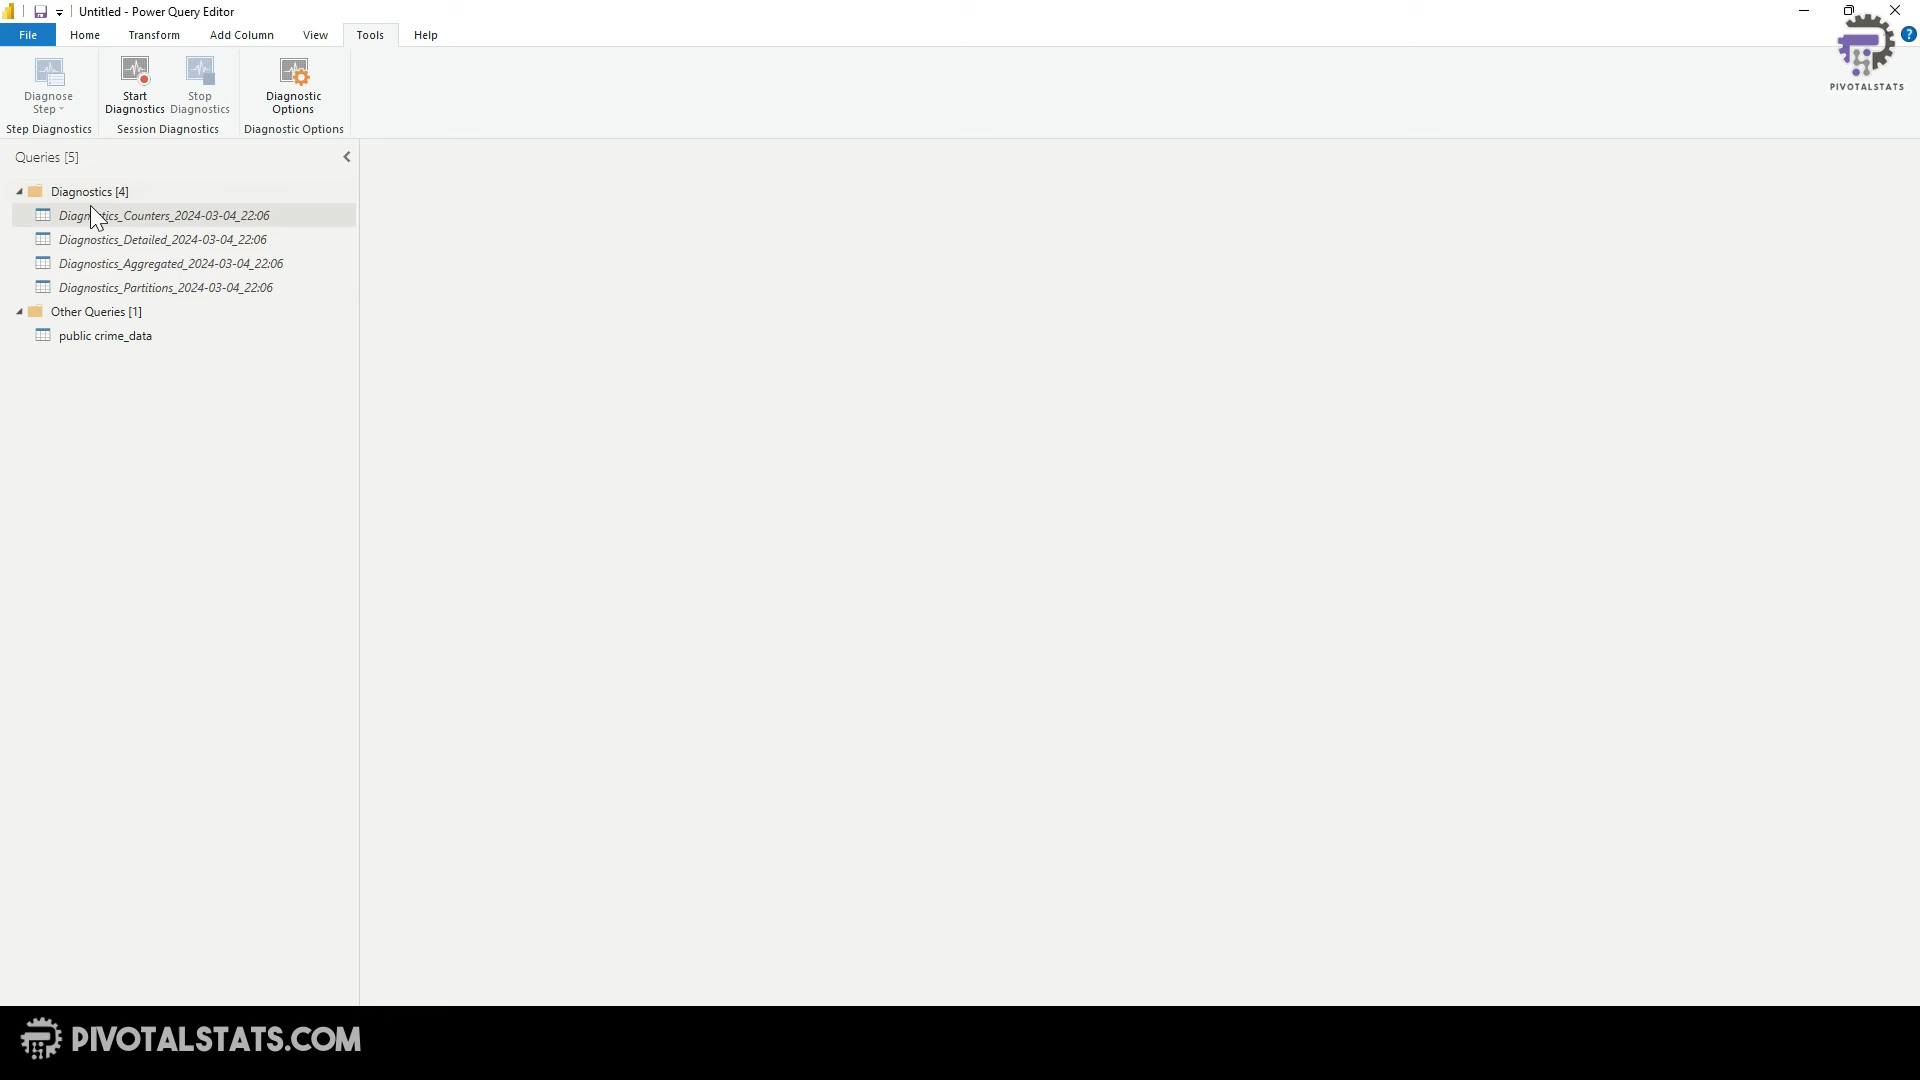 Untitled - Power Query Editor
File Home Transform Add Column View Tools Help
?
PIVOTALSTATS
Diagnose Step
Start Diagnostics
Stop Diagnostics
Diagnostic Options
Step Diagnostics
Session Diagnostics
Diagnostic Options
Queries [5]
Diagnostics [4]
Diagnostics_Counters_2024-03-04_22:06
Diagnostics_Detailed_2024-03-04_22:06
Diagnostics_Aggregated_2024-03-04_22:06
Diagnostics_Partitions_2024-03-04_22:06
Other Queries [1]
public crime_data
PIVOTALSTATS.COM